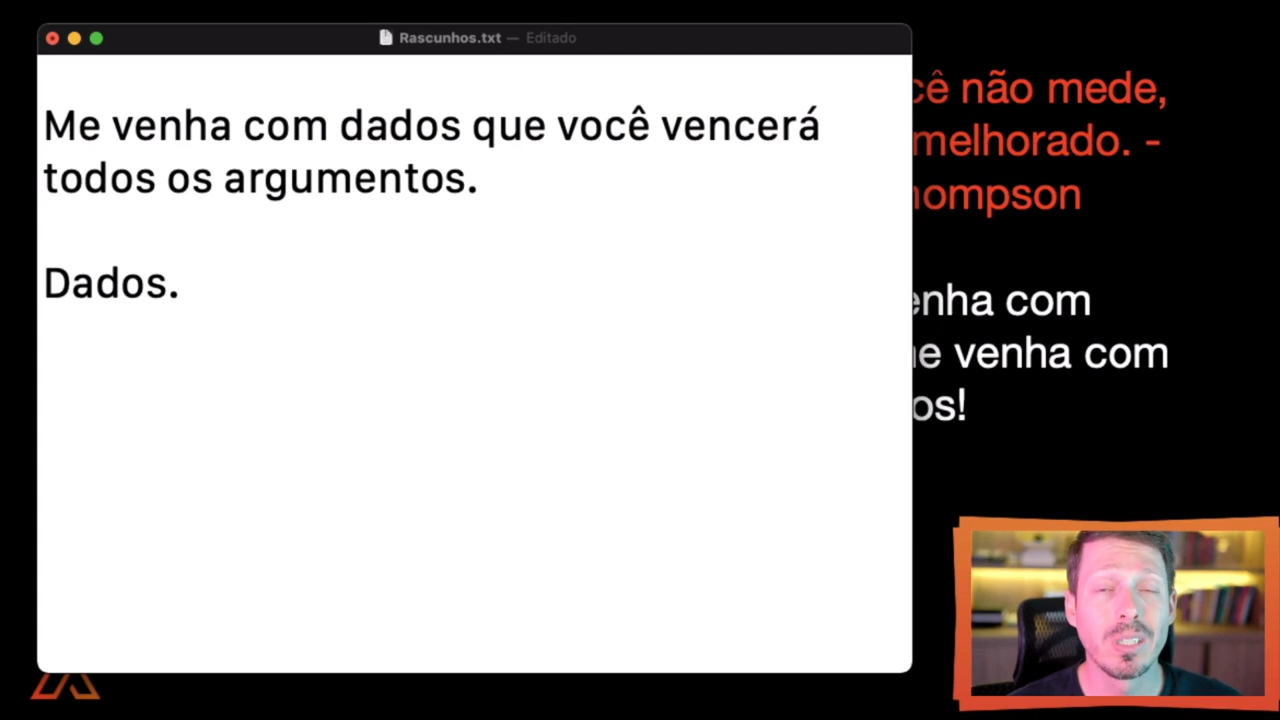 Rascunhos.txt — Editado
Me venha com dados que você vencerá
todos os argumentos.
Dados.
cê não mede,
melhorado. -
hompson
enha com
e venha com
os!